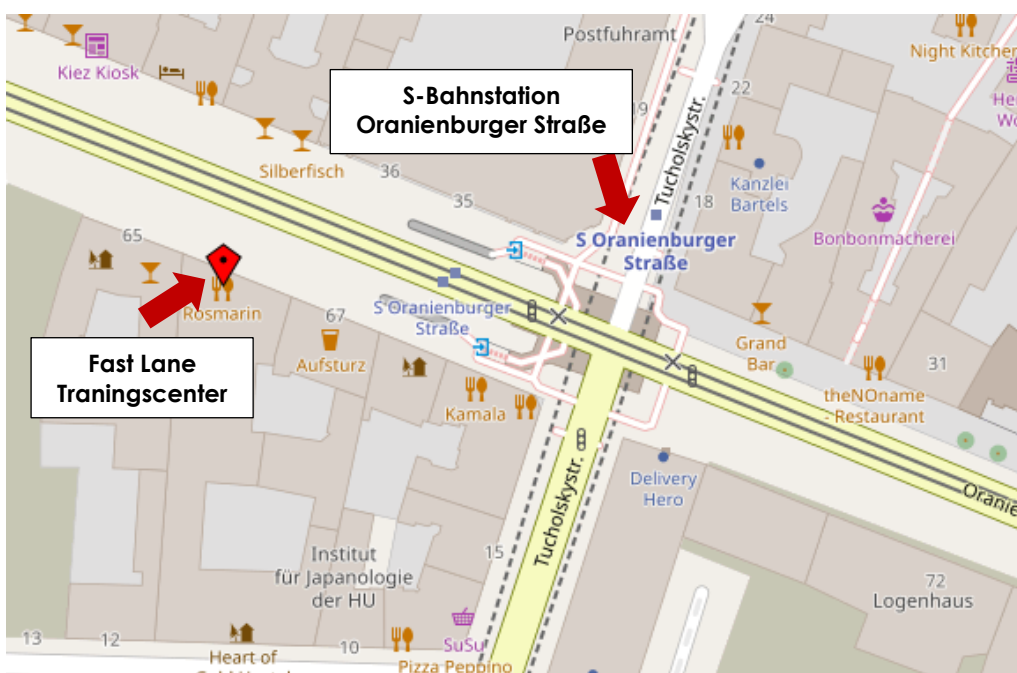 24
Postfuhramt
Night Kitchen
Kiez Kiosk
S-Bahnstation
Oranienburger Straße
22
19
Tucholskystr.
Silberfisch
36
35
18
Kanzlei
Bartels
Bonbonmacherei
65
S Oranienburger
Straße
Rosmarin
S Oranienburger
Straße
67
Aufsturz
Grand
Bar
31
Fast Lane
Traningscenter
theNOname
- Restaurant
Kamala
Delivery
Hero
Oranie
Tucholskystr.
15
Institut
für Japanologie
der HU
72
Logenhaus
13
12
10
SuSu
Heart of
Pizza Peppino